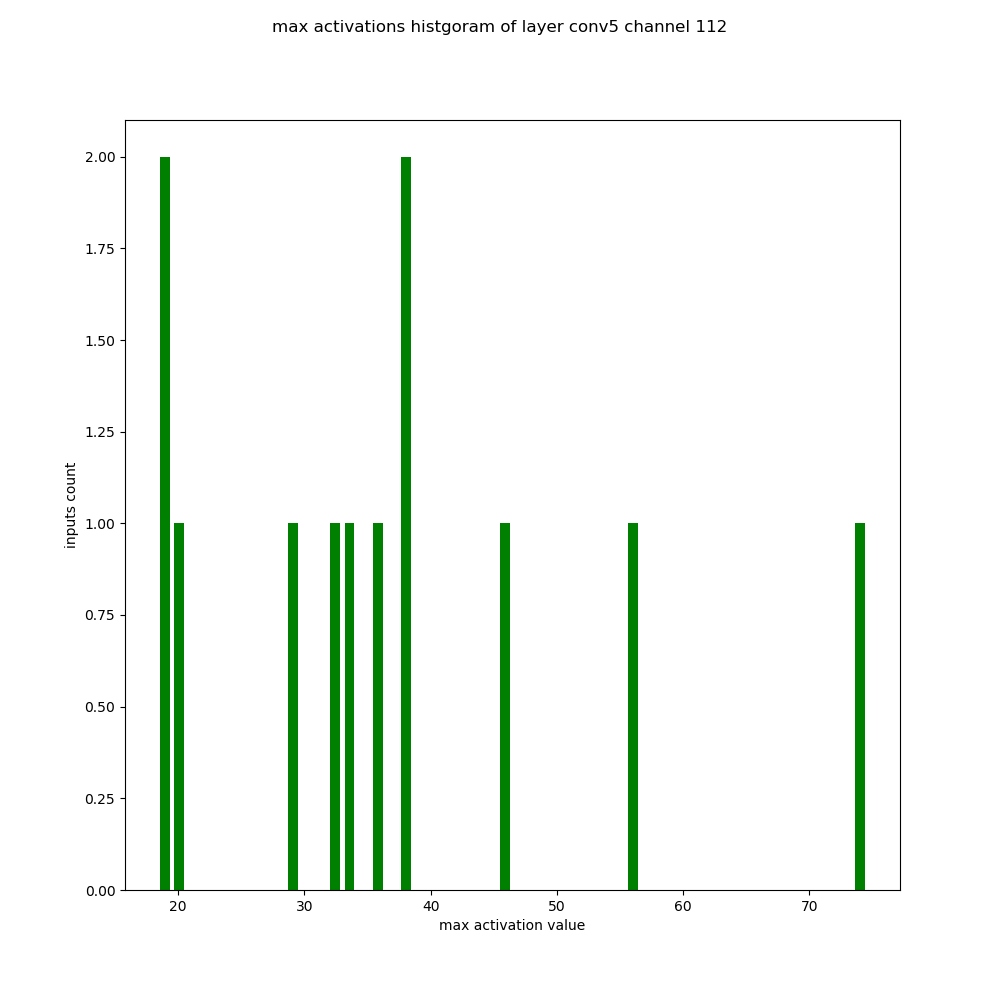 max activations histgoram of layer conv5 channel 112
2.00
1.75
1.50
1.25
1.00
0.75
0.50
0.25
0.00
inputs count
20 30 40 50 60 70
max activation value